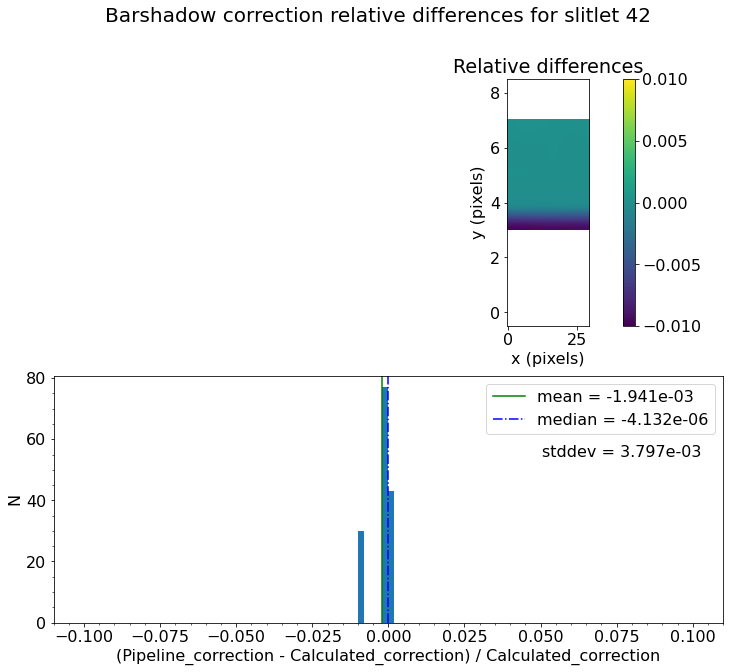 Barshadow correction relative differences for slitlet 42
Relative differences
8
6
4
2
0
y (pixels)
0 25
x (pixels)
0.010
0.005
0.000
−0.005
−0.010
80
60
40
20
0
N
mean = -1.941e-03
median = -4.132e-06
stddev = 3.797e-03
−0.100 −0.075 −0.050 −0.025 0.000 0.025 0.050 0.075 0.100
(Pipeline_correction - Calculated_correction) / Calculated_correction